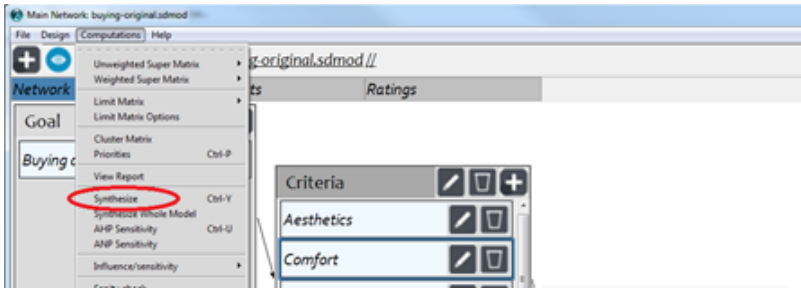 Main Network: buying-original.sdmod
File Design Computations Help
g-original.sdmod //
Network
ts
Ratings
Unweighted Super Matrix
Weighted Super Matrix
Limit Matrix
Limit Matrix Options
Cluster Matrix
Priorities Ctrl-P
View Report
Synthesize Ctrl-Y
Synthesize Whole Model
AHP Sensitivity Ctrl-U
ANP Sensitivity
Influence/sensitivity
Sanity check
Goal
Buying c
Criteria
Aesthetics
Comfort